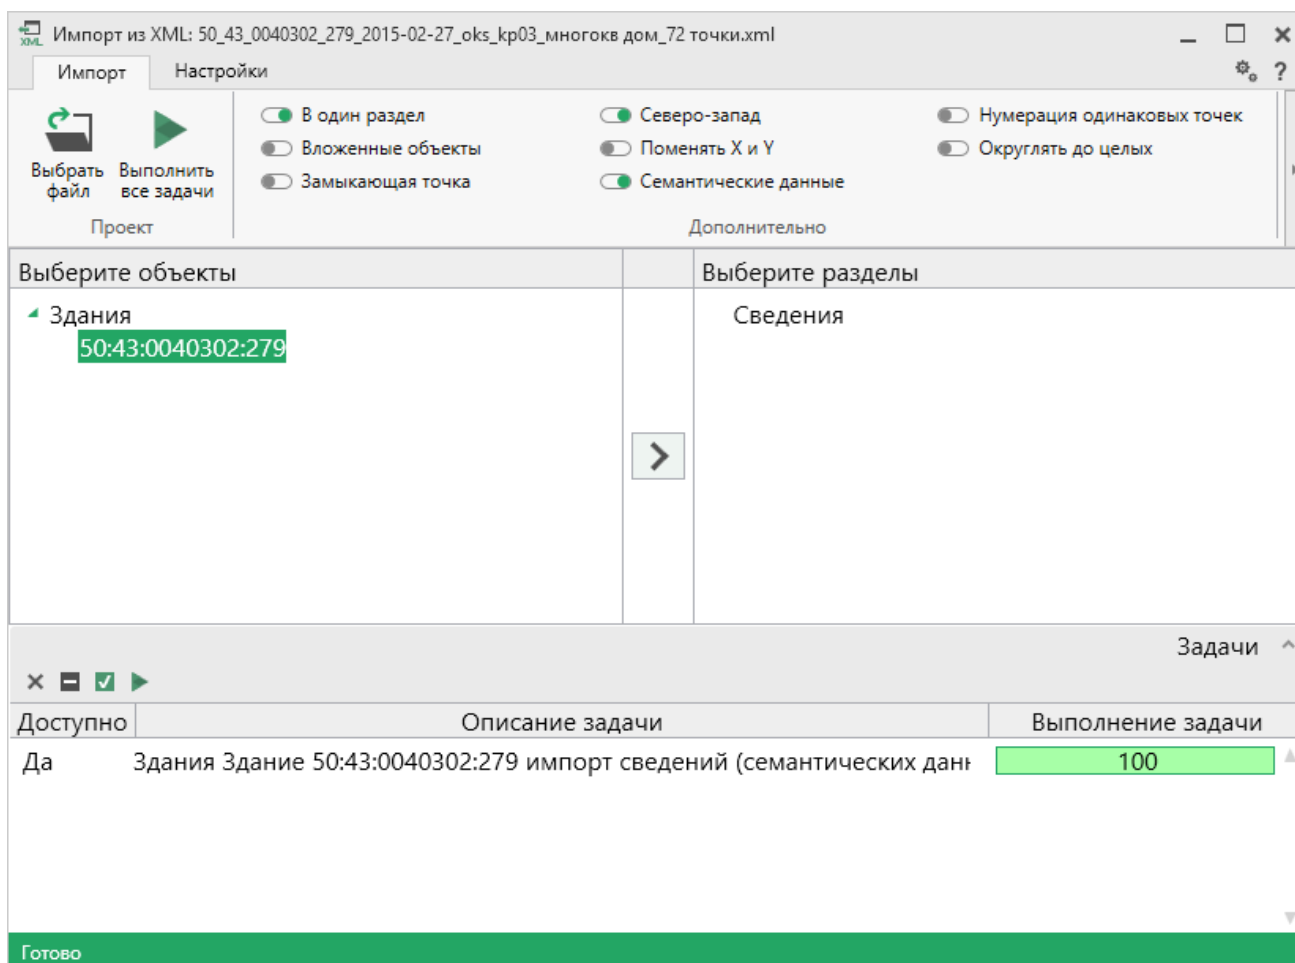 XML Импорт из XML: 50_43_0040302_279_2015-02-27_oks_kp03_многокв дом_72 точки.xml
Импорт Настройки ?
В один раздел Северо-запад Нумерация одинаковых точек
Вложенные объекты Поменять X и Y Округлять до целых
Замыкающая точка Семантические данные
Выбрать файл
Выполнить все задачи
Проект Дополнительно
Выберите объекты Выберите разделы
Здания Сведения
50:43:0040302:279
Задачи
Доступно Описание задачи Выполнение задачи
Да Здания Здание 50:43:0040302:279 импорт сведений (семантических данн 100
Готово